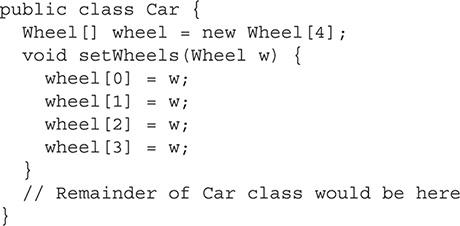 public class Car {
  Wheel[] wheel = new Wheel[4];
  void setWheels(Wheel w) {
    wheel[0] = w;
    wheel[1] = w;
    wheel[2] = w;
    wheel[3] = w;
  }
  // Remainder of Car class would be here
}